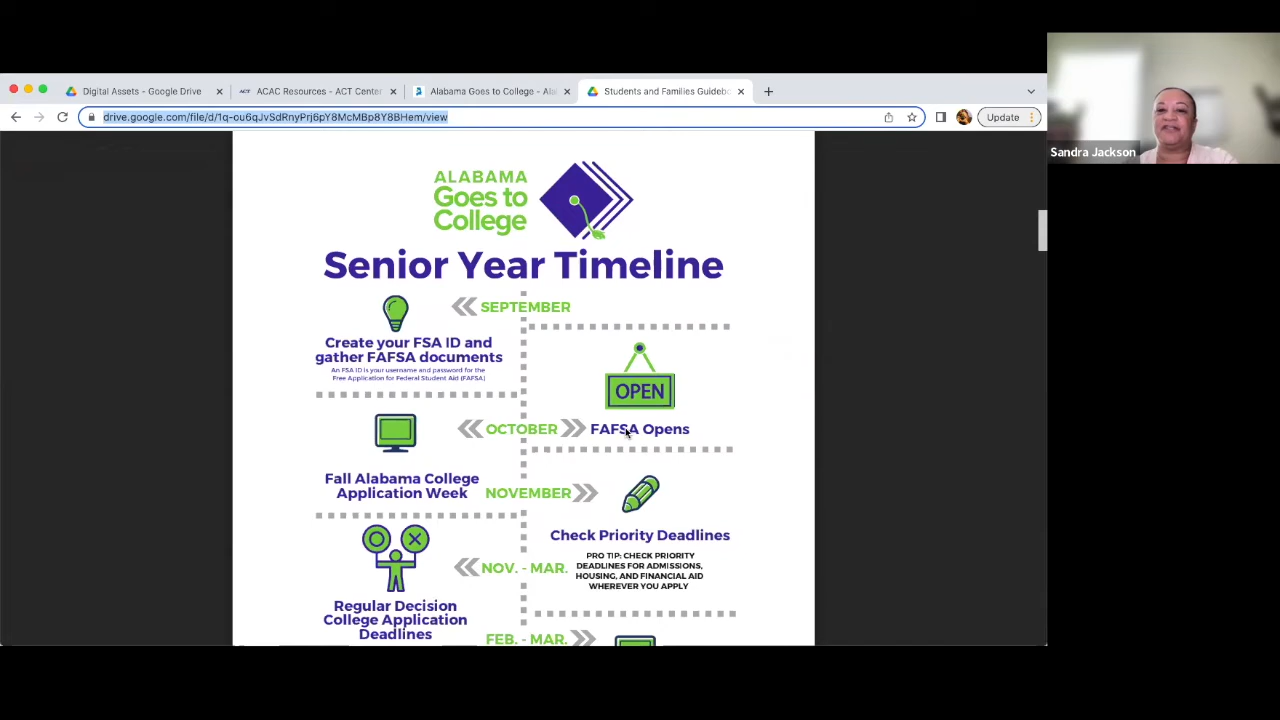 Digital Assets - Google Drive
ACT
ACAC Resources - ACT Center
Alabama Goes to College - Ala
Students and Families Guidebo
drive.google.com/file/d/1q-ou6qJvSdRnyPrj6pY8McMBp8Y8BHem/view
Update
Sandra Jackson
ALABAMA
Goes to
College
Senior Year Timeline
SEPTEMBER
Create your FSA ID and
gather FAFSA documents
An FSA ID is your username and password for the
Free Application for Federal Student Aid (FAFSA)
OPEN
OCTOBER
FAFSA Opens
Fall Alabama College
Application Week
NOVEMBER
Check Priority Deadlines
PRO TIP: CHECK PRIORITY
DEADLINES FOR ADMISSIONS,
HOUSING, AND FINANCIAL AID
WHEREVER YOU APPLY
NOV. - MAR.
Regular Decision
College Application
Deadlines
FEB. - MAR.